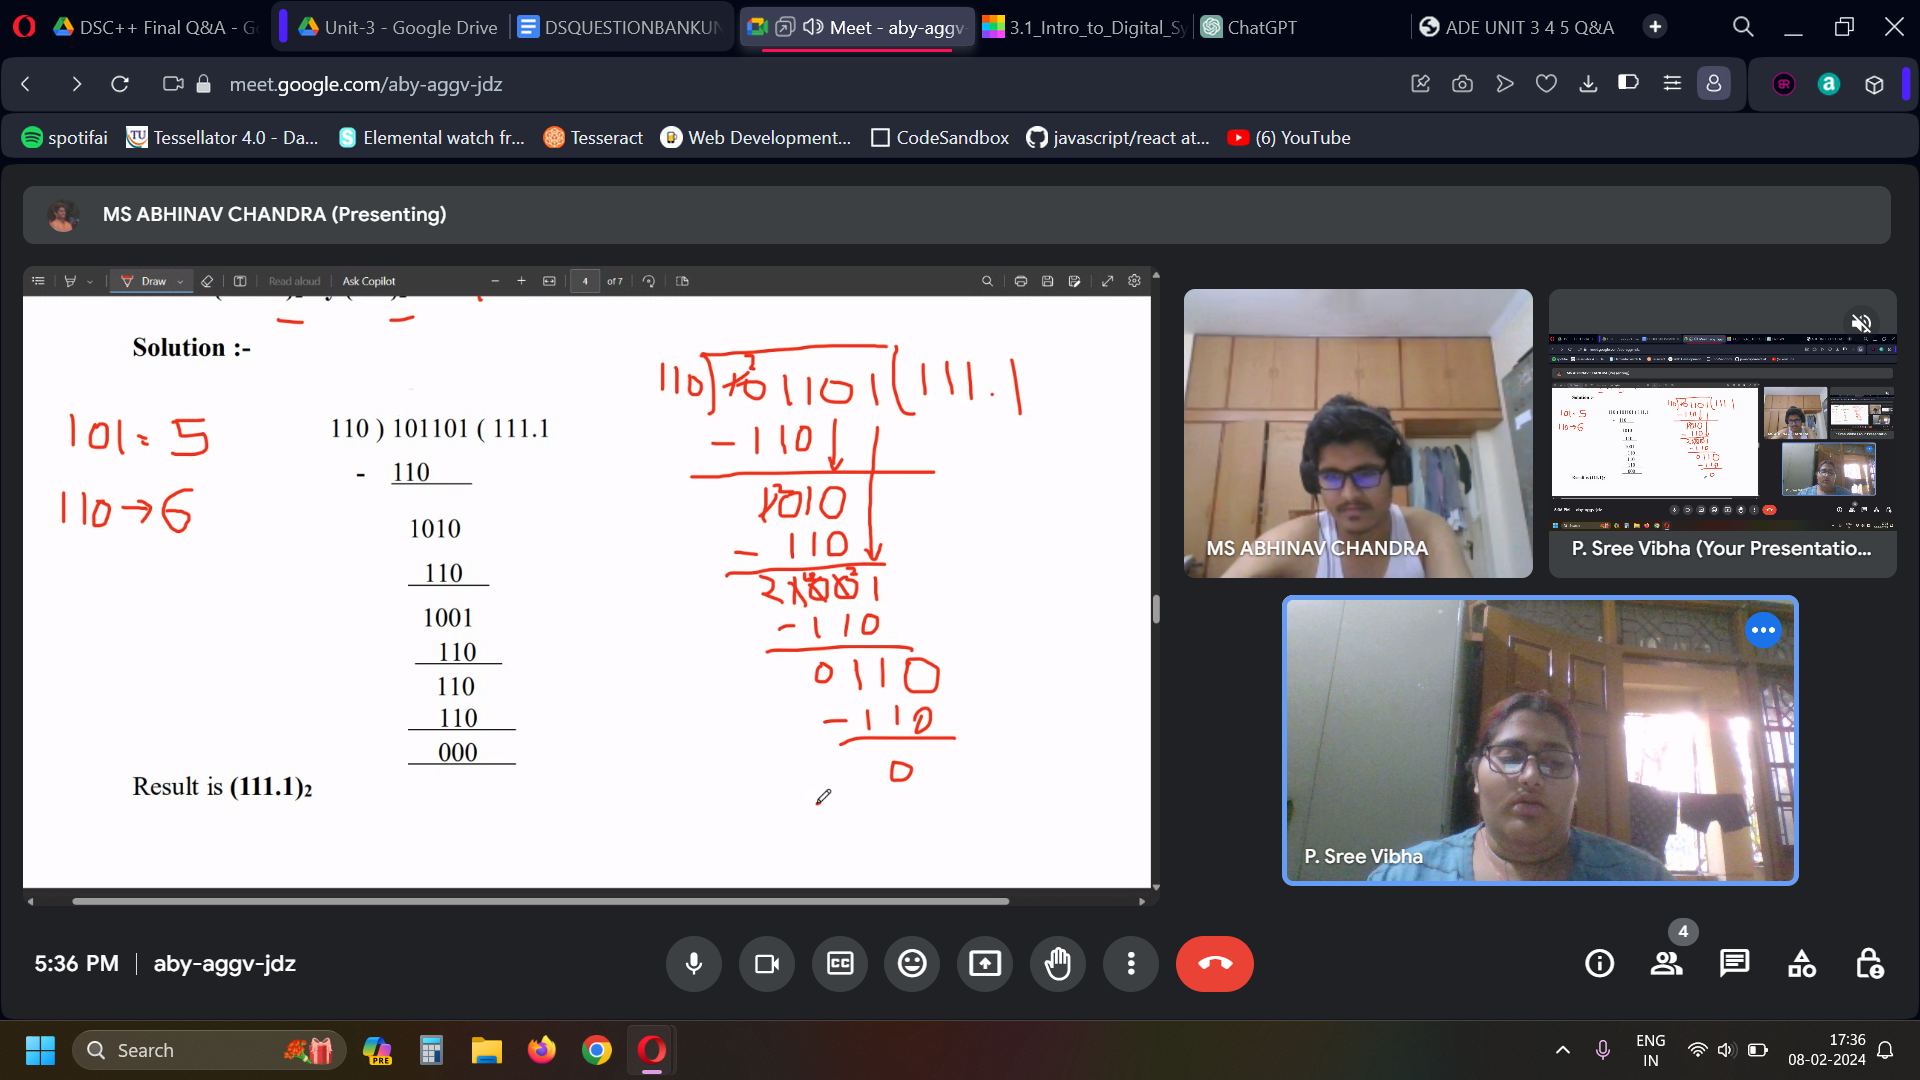 DSC++ Final Q&A - G
Unit-3 - Google Drive
DSQUESTIONBANKUN
Meet - aby-aggv-
3.1_Intro_to_Digital_Sy
ChatGPT
ADE UNIT 3 4 5 Q&A
meet.google.com/aby-aggv-jdz
spotifai
TU
Tessellator 4.0 - Da...
Elemental watch fr...
Tesseract
Web Development...
CodeSandbox
javascript/react at...
(6) YouTube
MS ABHINAV CHANDRA (Presenting)
Draw
Read aloud
Ask Copilot
4
of 7
Solution :-
110 ) 101101 ( 111.1
- 110
1010
110
1001
110
110
110
000
Result is (111.1)₂
101 = 5
110 → 6
110 ) 101101 ( 111.1
- 110
1010
- 110
1001
- 110
0110
- 110
0
MS ABHINAV CHANDRA
P. Sree Vibha (Your Presentatio...
P. Sree Vibha
5:36 PM
aby-aggv-jdz
CC
4
Search
PRE
ENG
IN
17:36
08-02-2024